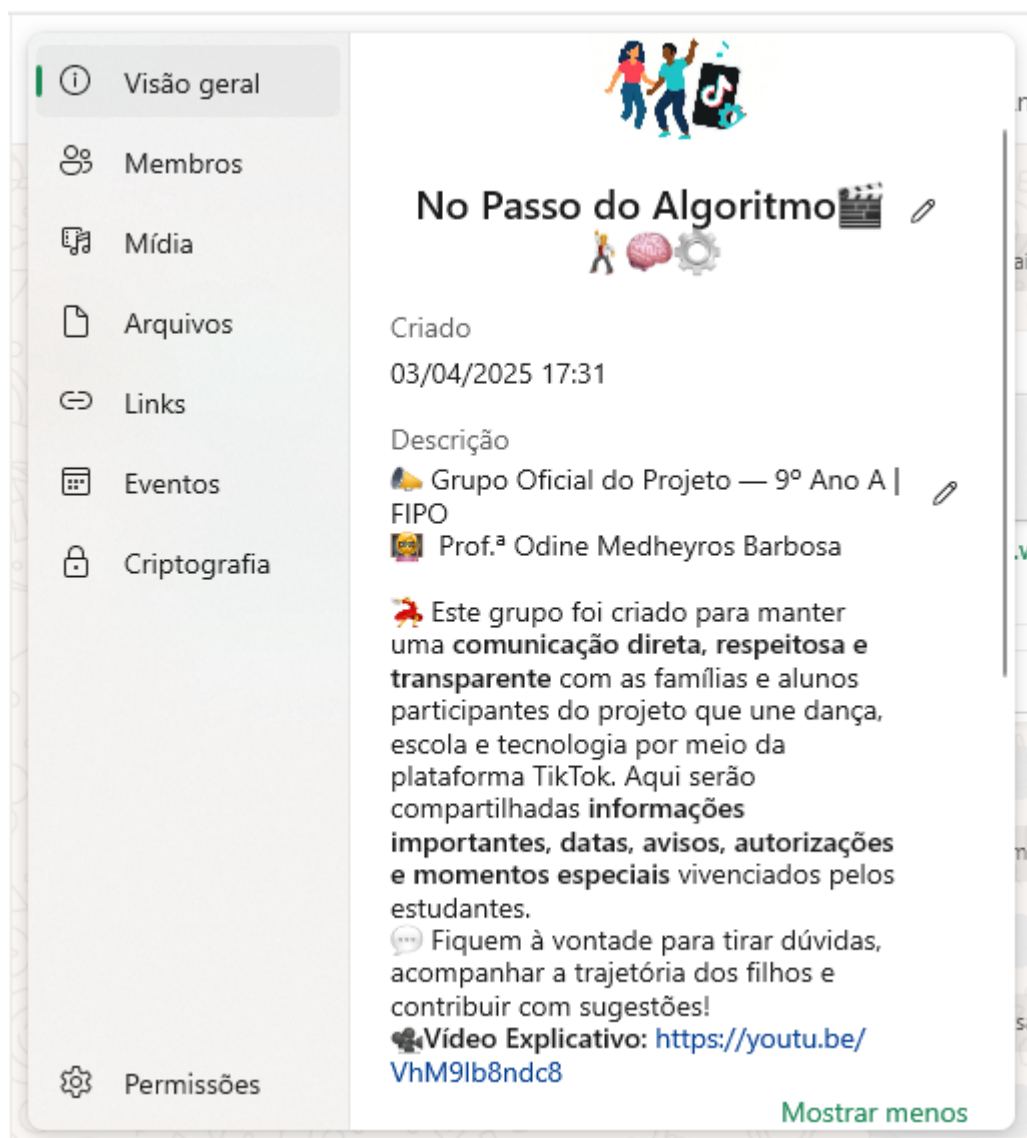 Visão geral
Membros
Mídia
Arquivos
Links
Eventos
Criptografia
Permissões
No Passo do Algoritmo🎬
🕺🧠⚙️
Criado
03/04/2025 17:31
Descrição
📣 Grupo Oficial do Projeto — 9º Ano A |
FIPO
👩‍🏫 Prof.ª Odine Medheyros Barbosa
💃 Este grupo foi criado para manter
uma comunicação direta, respeitosa e
transparente com as famílias e alunos
participantes do projeto que une dança,
escola e tecnologia por meio da
plataforma TikTok. Aqui serão
compartilhadas informações
importantes, datas, avisos, autorizações
e momentos especiais vivenciados pelos
estudantes.
💬 Fiquem à vontade para tirar dúvidas,
acompanhar a trajetória dos filhos e
contribuir com sugestões!
🎥Vídeo Explicativo: https://youtu.be/
VhM9lb8ndc8
Mostrar menos